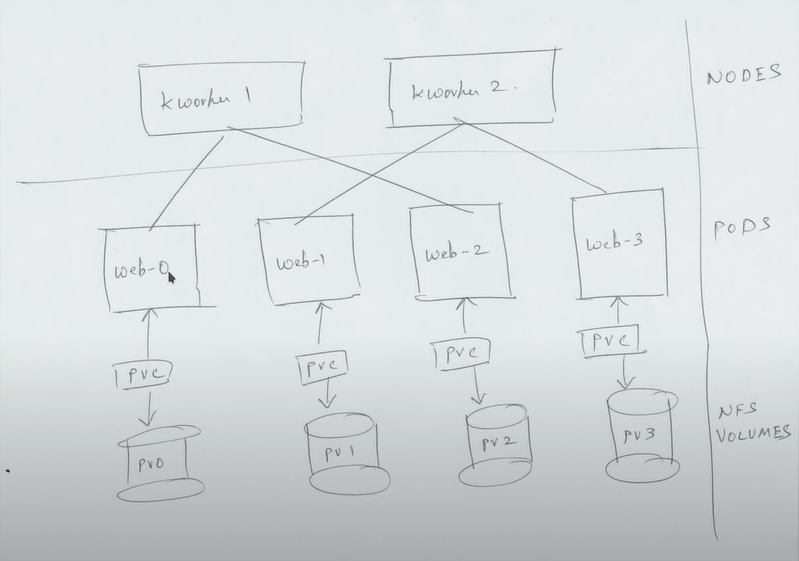 kworker 1
kworker 2.
NODES
web-0
web-1
web-2
web-3
PODS
PVC
PVC
PVC
PVC
PV0
PV1
PV2
PV3
NFS
VOLUMES